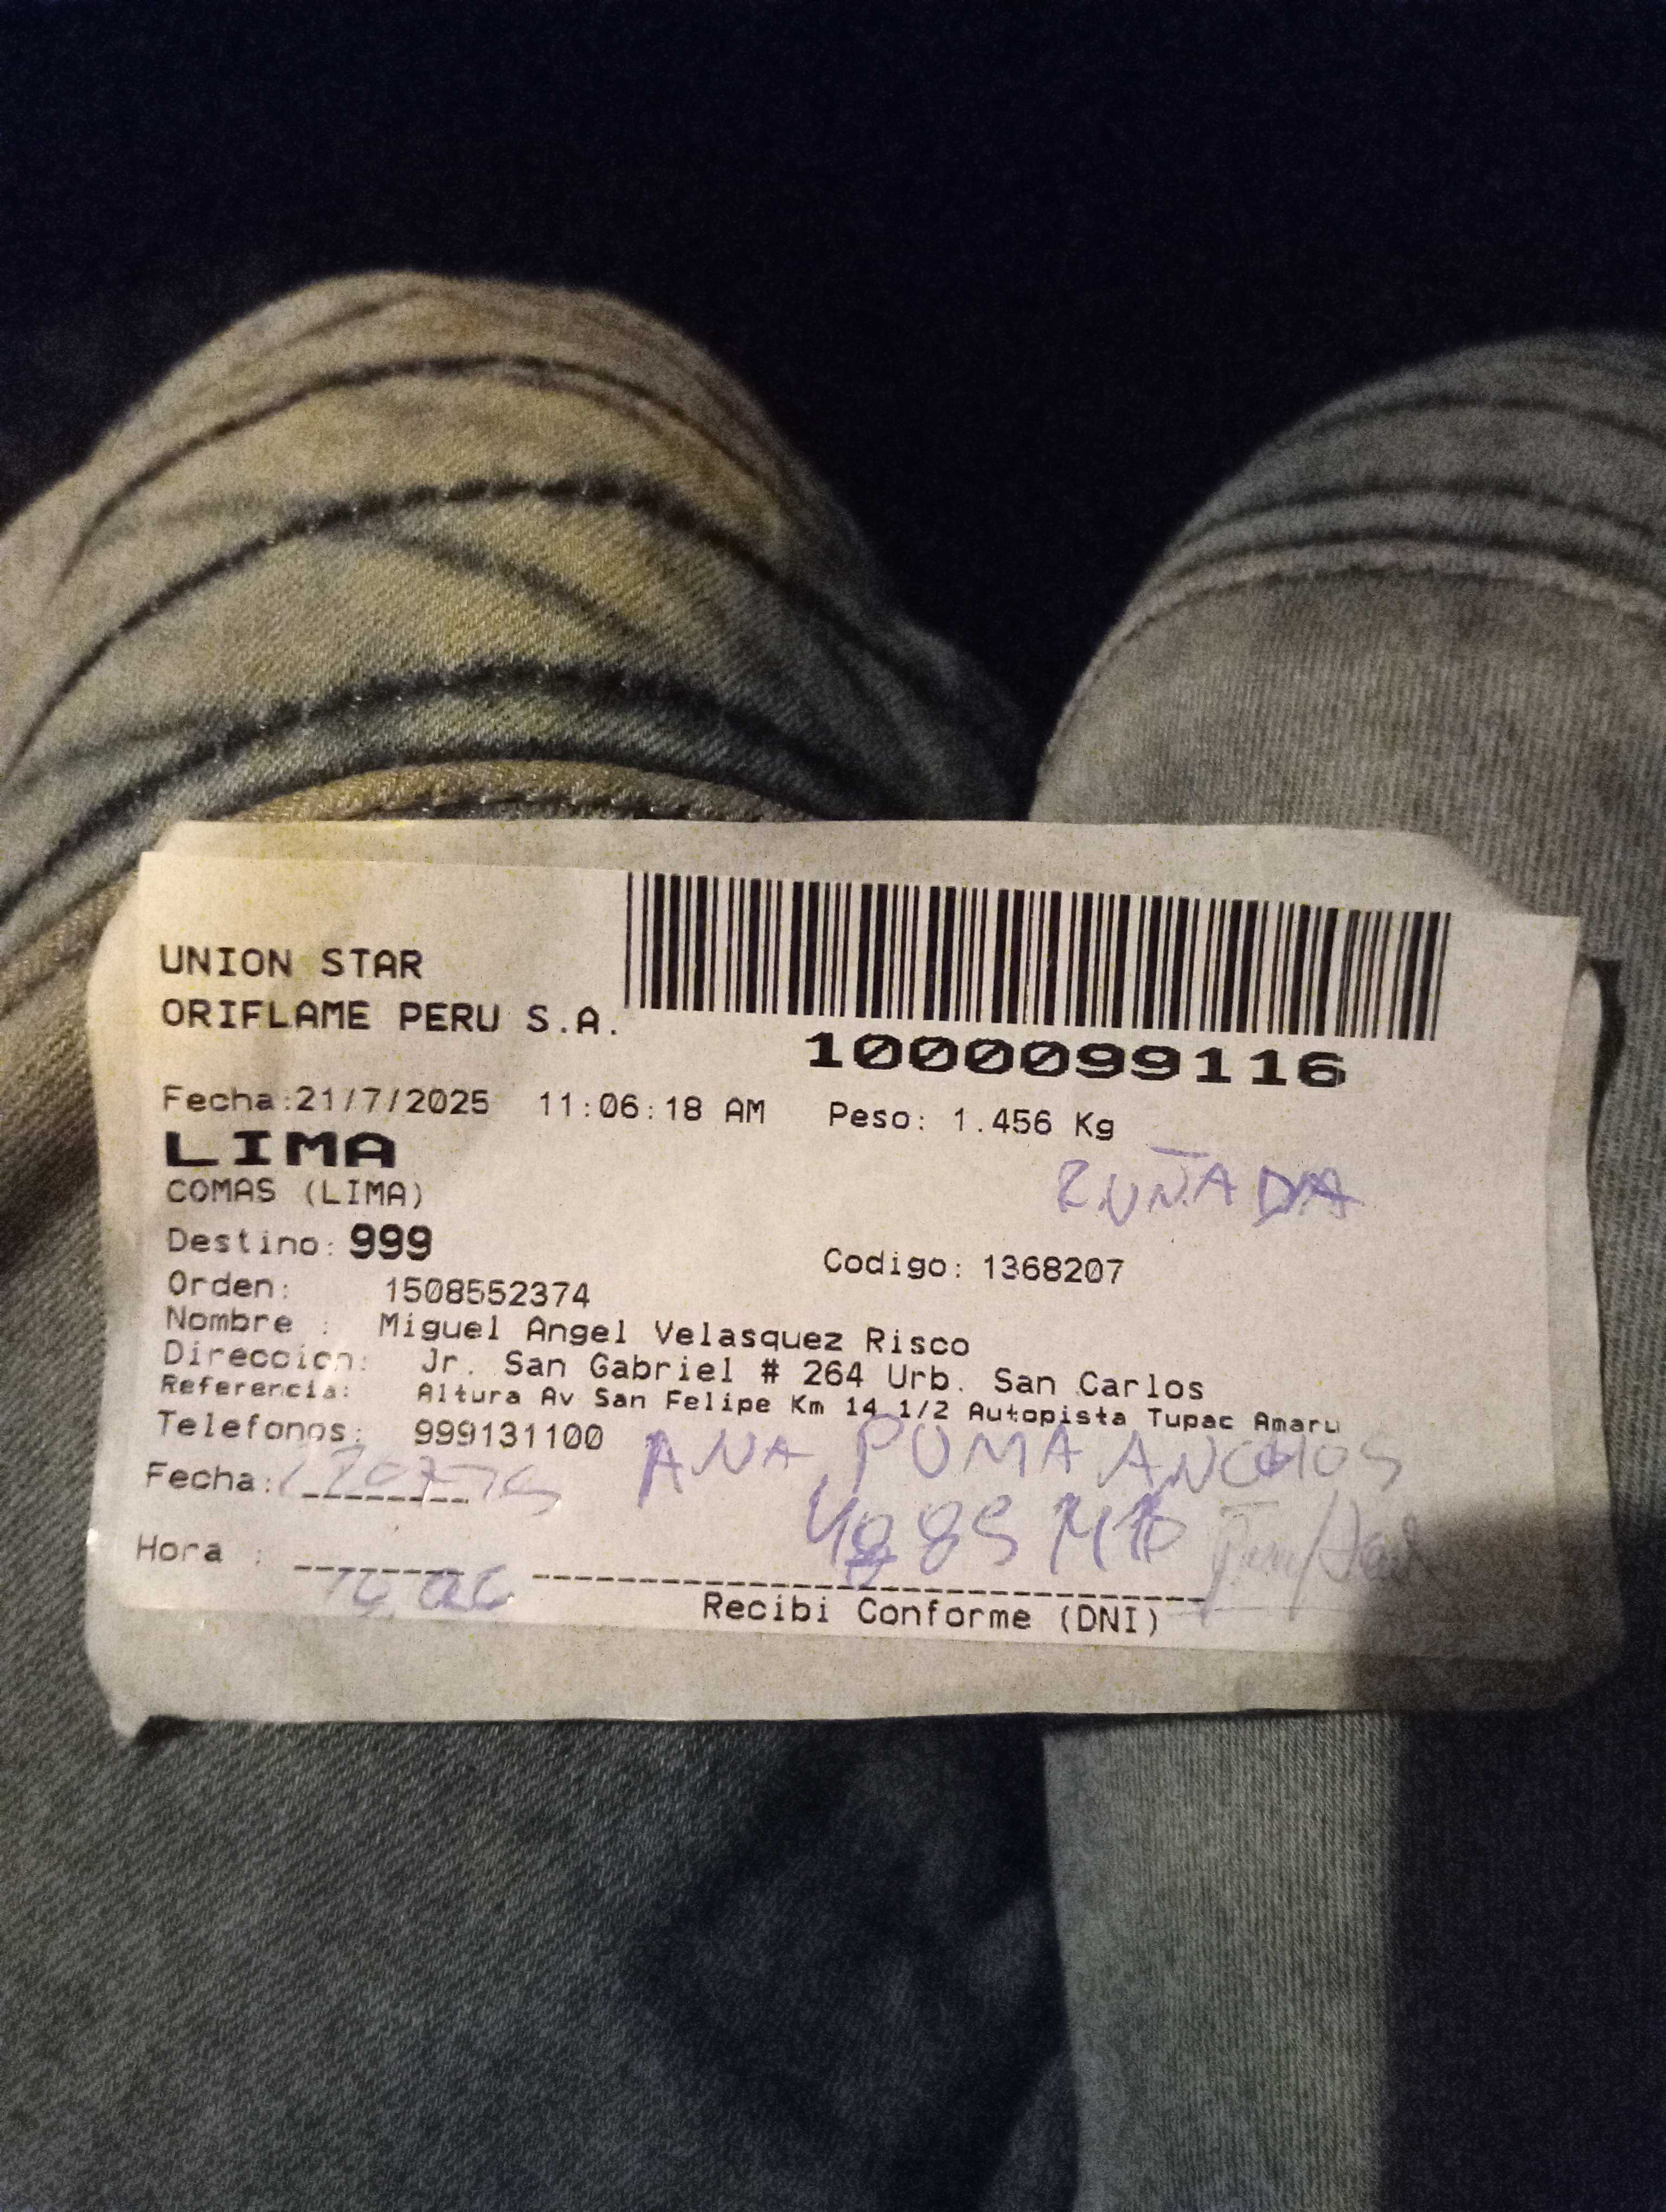 UNION STAR
ORIFLAME PERU S.A.
1000099116
Fecha:21/7/2025 11:06:18 AM Peso: 1.456 Kg
LIMA
COMAS (LIMA)
Destino: 999
Codigo: 1368207
Orden: 1508552374
Nombre : Miguel Angel Velasquez Risco
Direccion: Jr. San Gabriel # 264 Urb. San Carlos
Referencia: Altura Av San Felipe Km 14 1/2 Autopista Tupac Amaru
Telefonos: 999131100
ANA PUMA
Fecha:
Hora :
Recibi Conforme (DNI)